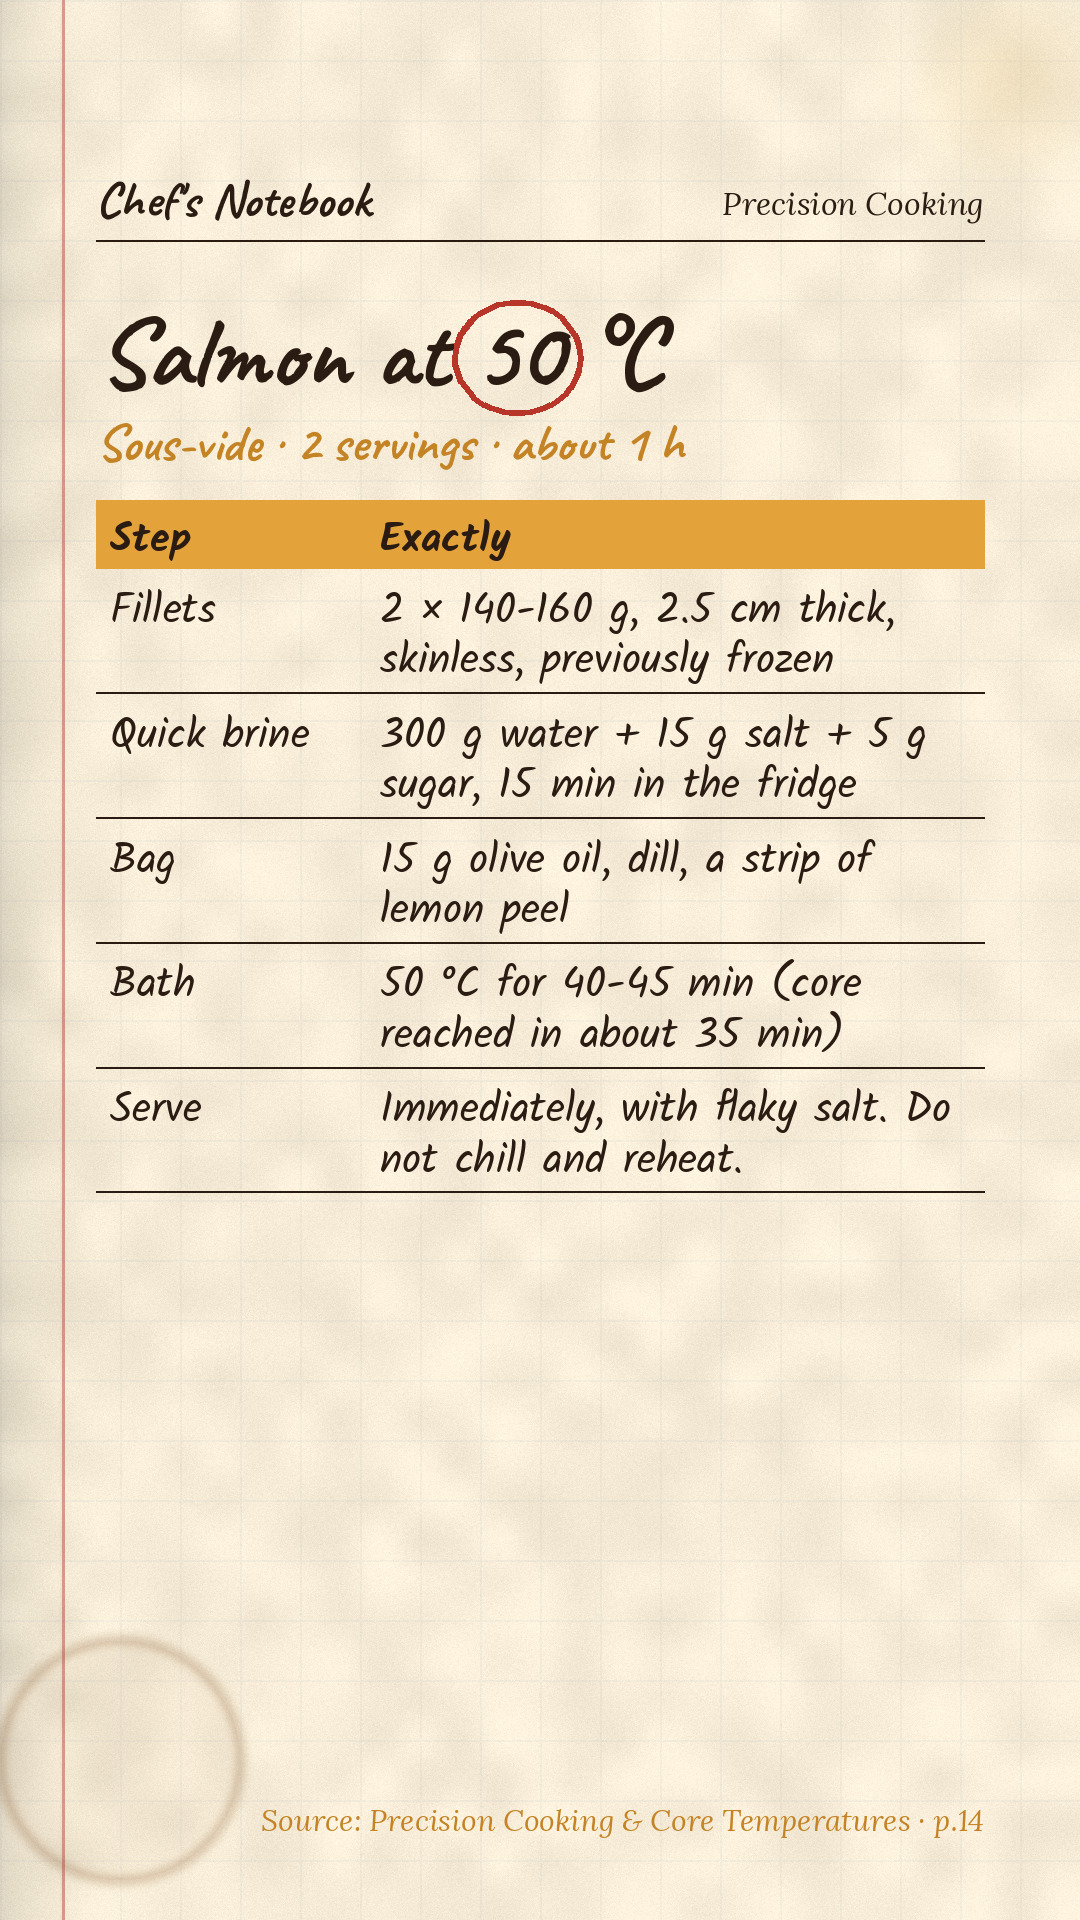 Chef's Notebook
Precision Cooking
Salmon at 50 °C
Sous-vide · 2 servings · about 1 h
Step Exactly
Fillets 2 × 140-160 g, 2.5 cm thick,
skinless, previously frozen
Quick brine 300 g water + 15 g salt + 5 g
sugar, 15 min in the fridge
Bag 15 g olive oil, dill, a strip of
lemon peel
Bath 50 °C for 40-45 min (core
reached in about 35 min)
Serve Immediately, with flaky salt. Do
not chill and reheat.
Source: Precision Cooking & Core Temperatures · p.14